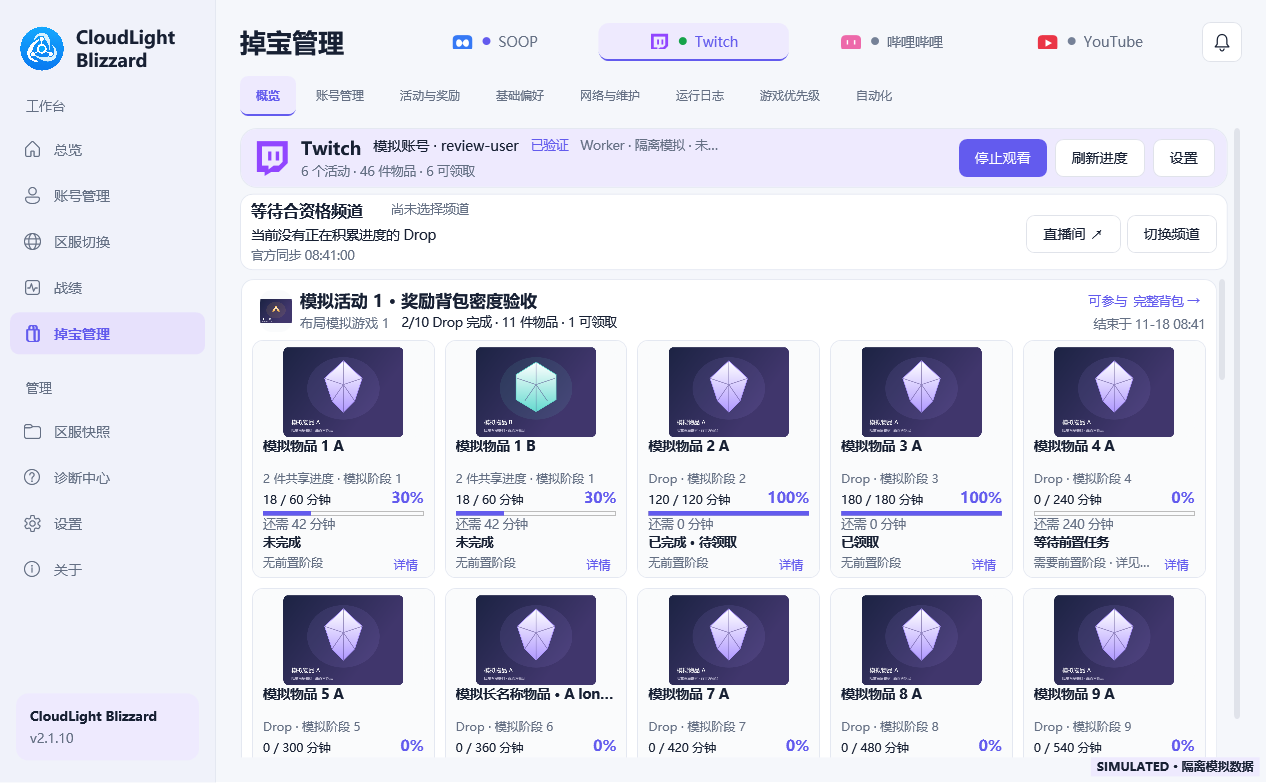 CloudLight
Blizzard
工作台
总览
账号管理
区服切换
战绩
掉宝管理
管理
区服快照
诊断中心
设置
关于
CloudLight Blizzard
v2.1.10
掉宝管理
SOOP
Twitch
哔哩哔哩
YouTube
概览 账号管理 活动与奖励 基础偏好 网络与维护 运行日志 游戏优先级 自动化
Twitch 模拟账号 · review-user 已验证 Worker · 隔离模拟 · 未...
6 个活动 · 46 件物品 · 6 可领取
停止观看 刷新进度 设置
等待合资格频道 尚未选择频道
当前没有正在积累进度的 Drop
官方同步 08:41:00
直播间 ↗ 切换频道
模拟活动 1 • 奖励背包密度验收
布局模拟游戏 1 2/10 Drop 完成 · 11 件物品 · 1 可领取
可参与 完整背包 →
结束于 11-18 08:41
模拟物品 1 A
2 件共享进度 · 模拟阶段 1
18 / 60 分钟 30%
还需 42 分钟
未完成
无前置阶段 详情
模拟物品 1 B
2 件共享进度 · 模拟阶段 1
18 / 60 分钟 30%
还需 42 分钟
未完成
无前置阶段 详情
模拟物品 2 A
Drop · 模拟阶段 2
120 / 120 分钟 100%
还需 0 分钟
已完成 • 待领取
无前置阶段 详情
模拟物品 3 A
Drop · 模拟阶段 3
180 / 180 分钟 100%
还需 0 分钟
已领取
无前置阶段 详情
模拟物品 4 A
Drop · 模拟阶段 4
0 / 240 分钟 0%
还需 240 分钟
等待前置任务
需要前置阶段 · 详见... 详情
模拟物品 5 A
Drop · 模拟阶段 5
0 / 300 分钟 0%
模拟长名称物品 • A lon...
Drop · 模拟阶段 6
0 / 360 分钟 0%
模拟物品 7 A
Drop · 模拟阶段 7
0 / 420 分钟 0%
模拟物品 8 A
Drop · 模拟阶段 8
0 / 480 分钟 0%
模拟物品 9 A
Drop · 模拟阶段 9
0 / 540 分钟 0%
SIMULATED • 隔离模拟数据